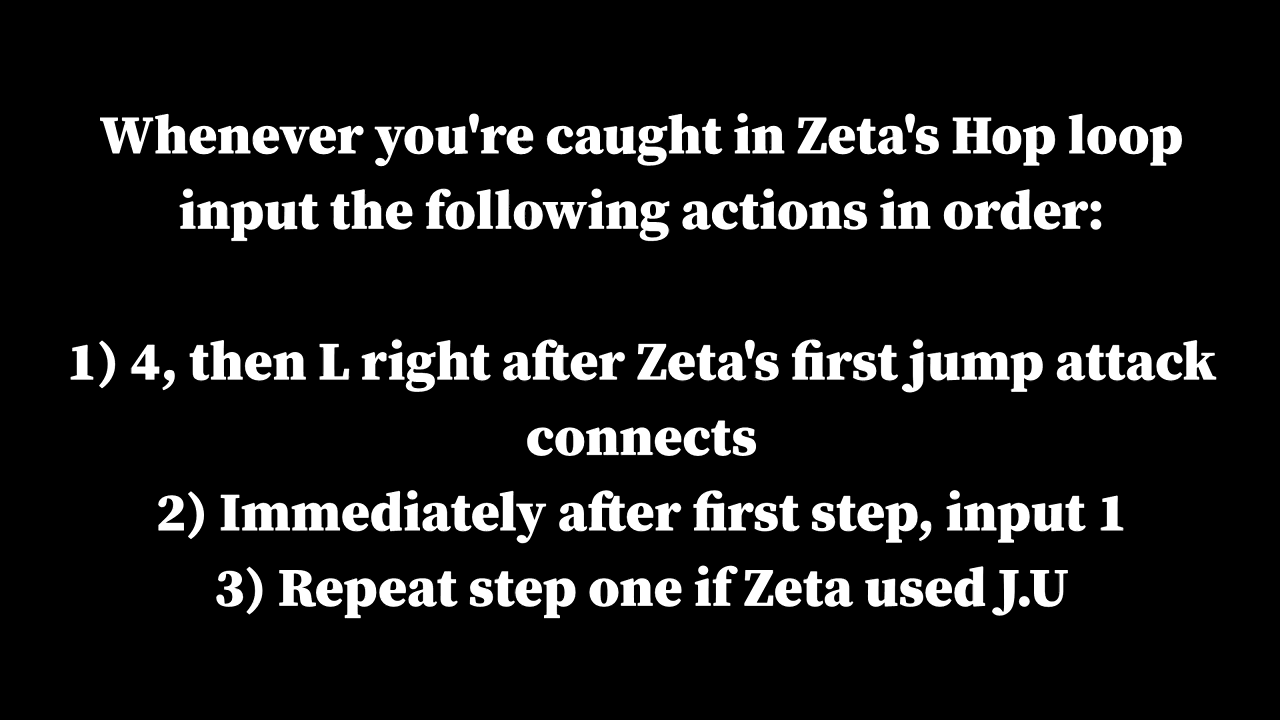 Whenever you're caught in Zeta's Hop loop
input the following actions in order:
1) 4, then L right after Zeta's first jump attack
connects
2) Immediately after first step, input 1
3) Repeat step one if Zeta used J.U